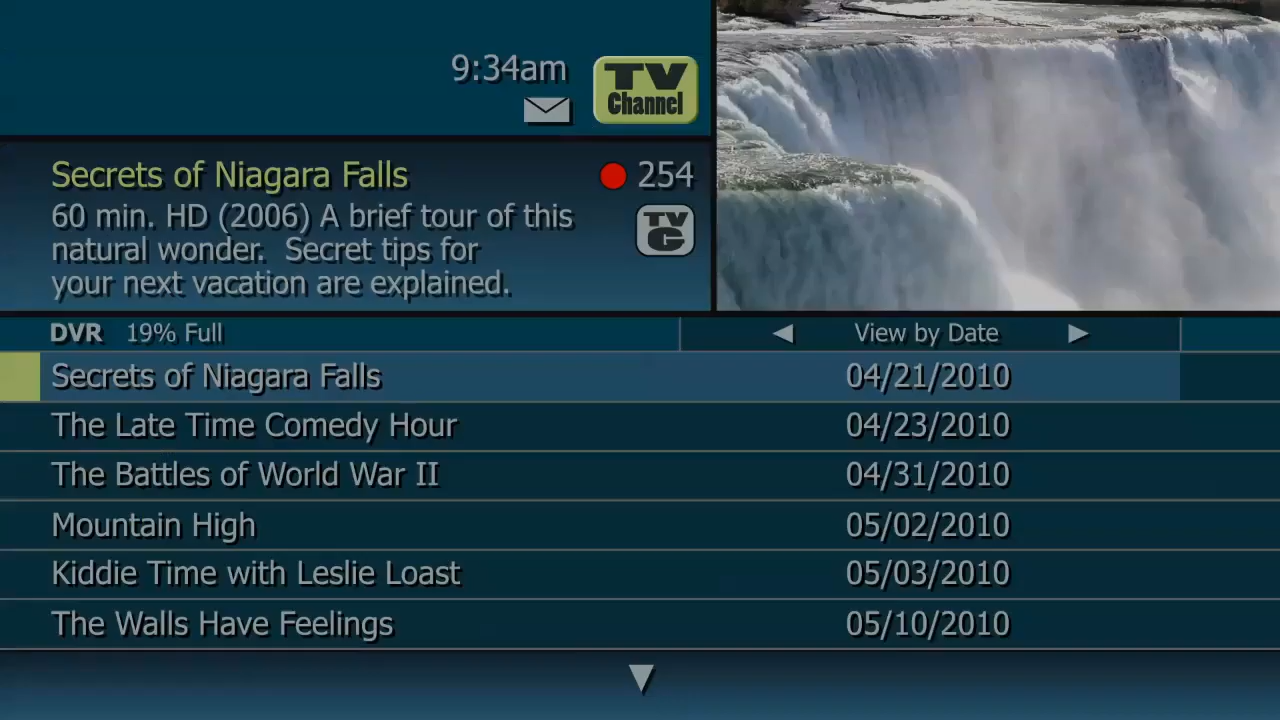 9:34am
TV
Channel
Secrets of Niagara Falls
254
60 min. HD (2006) A brief tour of this
natural wonder. Secret tips for
your next vacation are explained.
TV
C
DVR 19% Full
View by Date
Secrets of Niagara Falls 04/21/2010
The Late Time Comedy Hour 04/23/2010
The Battles of World War II 04/31/2010
Mountain High 05/02/2010
Kiddie Time with Leslie Loast 05/03/2010
The Walls Have Feelings 05/10/2010